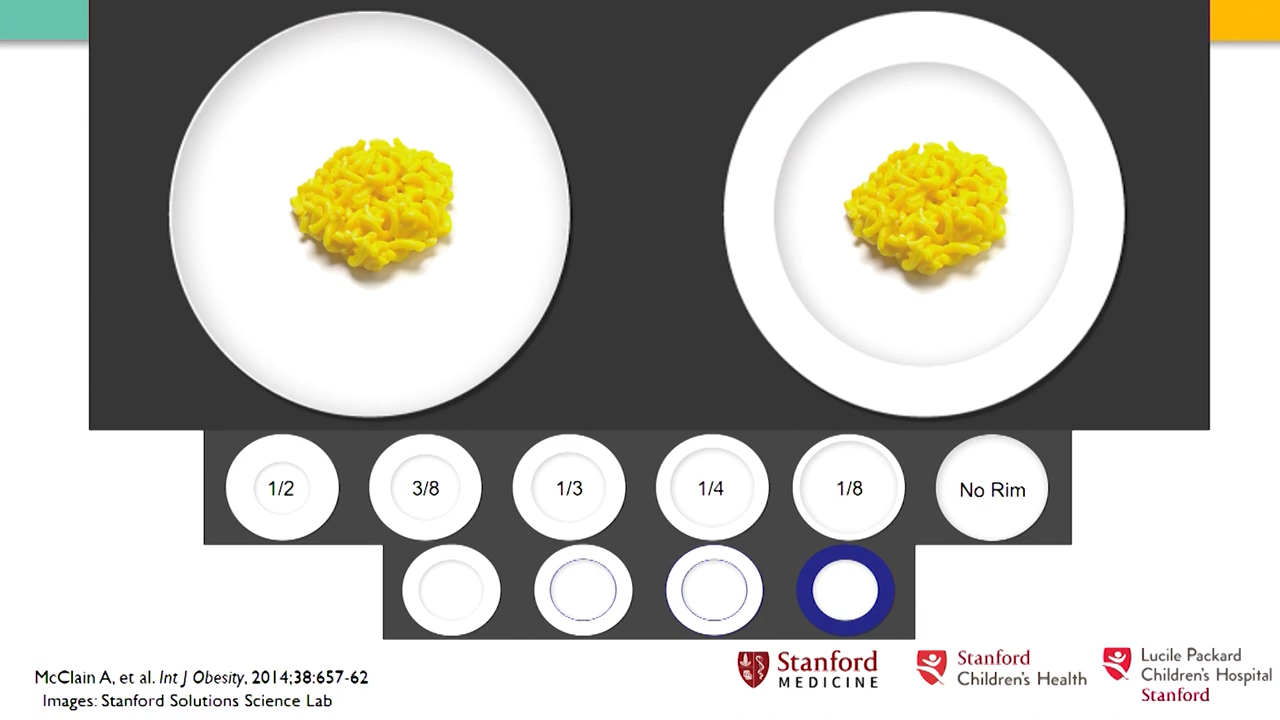 1/2
3/8
1/3
1/4
1/8
No Rim
McClain A, et al. Int J Obesity, 2014;38:657-62
Images: Stanford Solutions Science Lab
Stanford
MEDICINE
Stanford
Children's Health
Lucile Packard
Children's Hospital
Stanford